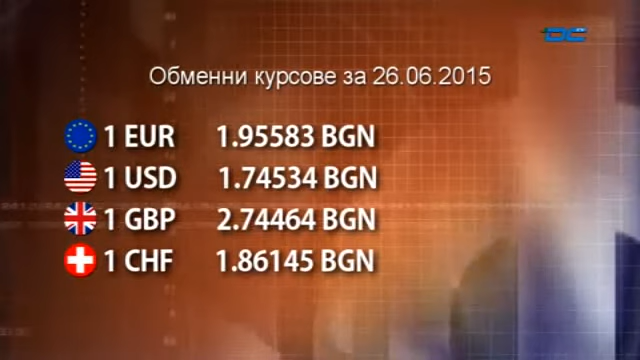 DC
Обменни курсове за 26.06.2015
1 EUR 1.95583 BGN
1 USD 1.74534 BGN
1 GBP 2.74464 BGN
1 CHF 1.86145 BGN